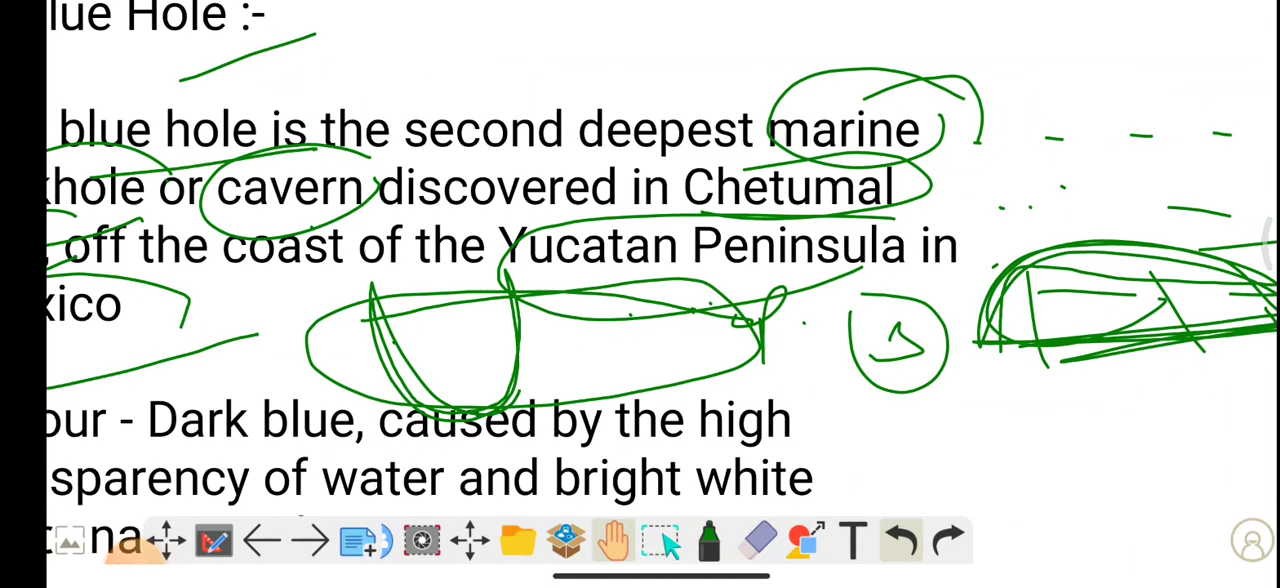 lue Hole :-
blue hole is the second deepest marine
khole or cavern discovered in Chetumal
, off the coast of the Yucatan Peninsula in
xico
our - Dark blue, caused by the high
sparency of water and bright white
na
T